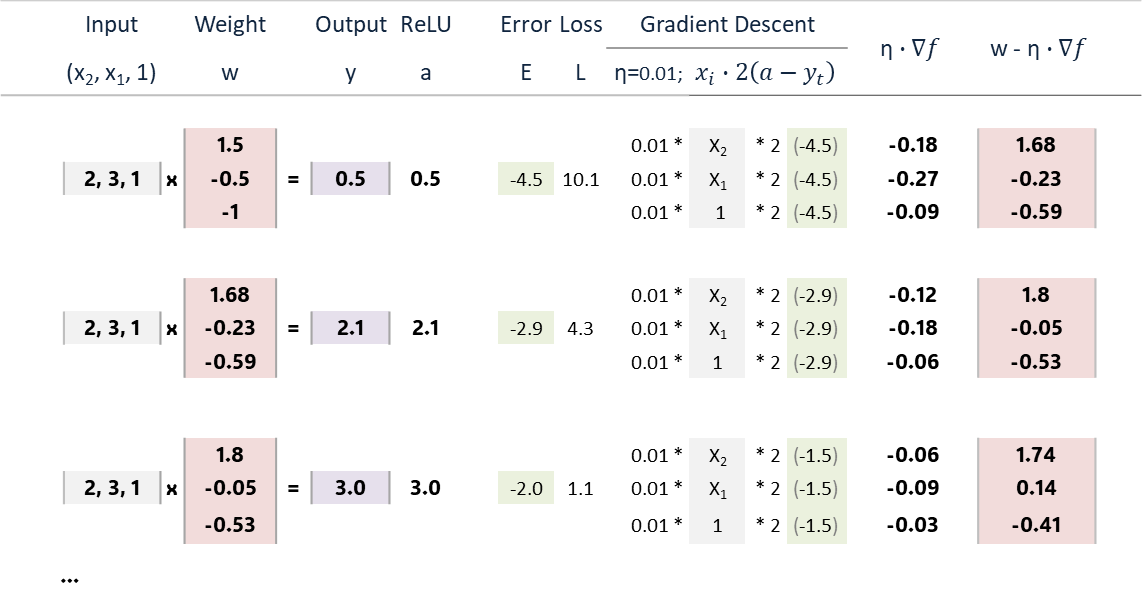 Input Weight Output ReLU Error Loss Gradient Descent η · ∇f w - η · ∇f
(x₂, x₁, 1) w y a E L η=0.01; xᵢ · 2(a − yₜ)
1.5 0.01 * X₂ * 2 (-4.5) -0.18 1.68
2, 3, 1 x -0.5 = 0.5 0.5 -4.5 10.1 0.01 * X₁ * 2 (-4.5) -0.27 -0.23
-1 0.01 * 1 * 2 (-4.5) -0.09 -0.59
1.68 0.01 * X₂ * 2 (-2.9) -0.12 1.8
2, 3, 1 x -0.23 = 2.1 2.1 -2.9 4.3 0.01 * X₁ * 2 (-2.9) -0.18 -0.05
-0.59 0.01 * 1 * 2 (-2.9) -0.06 -0.53
1.8 0.01 * X₂ * 2 (-1.5) -0.06 1.74
2, 3, 1 x -0.05 = 3.0 3.0 -2.0 1.1 0.01 * X₁ * 2 (-1.5) -0.09 0.14
-0.53 0.01 * 1 * 2 (-1.5) -0.03 -0.41
...